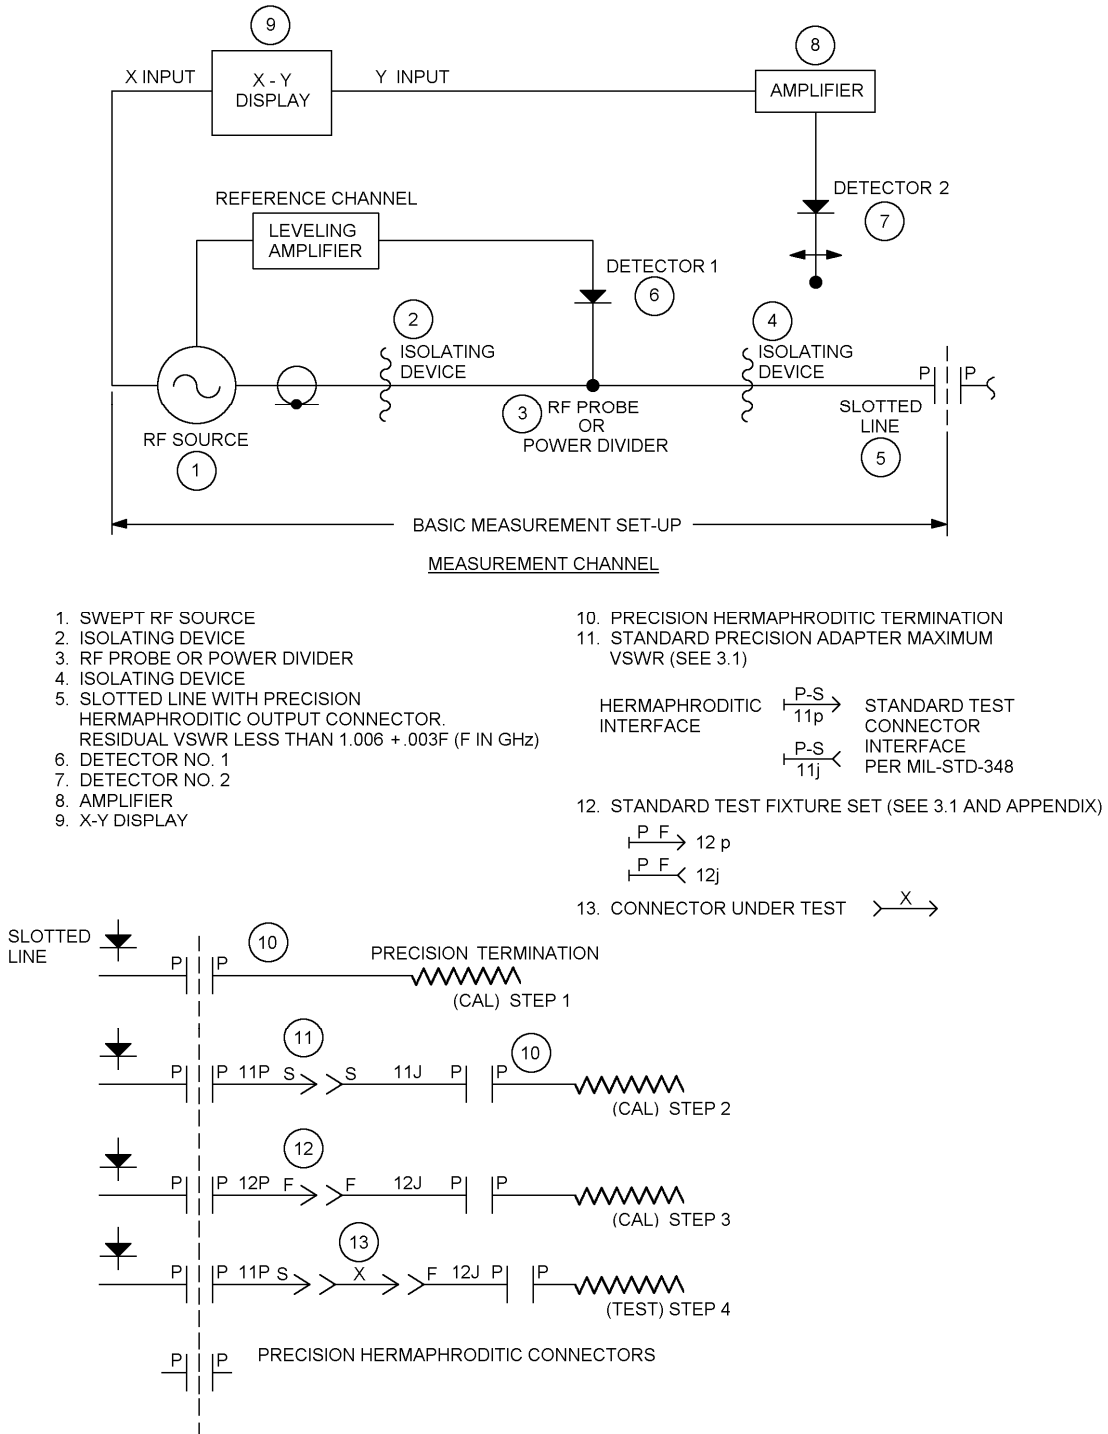 9
8
X INPUT
X - Y
DISPLAY
Y INPUT
AMPLIFIER
DETECTOR 2
7
REFERENCE CHANNEL
LEVELING
AMPLIFIER
DETECTOR 1
6
2
ISOLATING
DEVICE
4
ISOLATING
DEVICE
P P
3
RF PROBE
OR
POWER DIVIDER
SLOTTED
LINE
5
RF SOURCE
1
BASIC MEASUREMENT SET-UP
MEASUREMENT CHANNEL
1. SWEPT RF SOURCE
2. ISOLATING DEVICE
3. RF PROBE OR POWER DIVIDER
4. ISOLATING DEVICE
5. SLOTTED LINE WITH PRECISION
HERMAPHRODITIC OUTPUT CONNECTOR.
RESIDUAL VSWR LESS THAN 1.006 +.003F (F IN GHz)
6. DETECTOR NO. 1
7. DETECTOR NO. 2
8. AMPLIFIER
9. X-Y DISPLAY
10. PRECISION HERMAPHRODITIC TERMINATION
11. STANDARD PRECISION ADAPTER MAXIMUM
VSWR (SEE 3.1)
HERMAPHRODITIC
INTERFACE
P-S
11p
P-S
11j
STANDARD TEST
CONNECTOR
INTERFACE
PER MIL-STD-348
12. STANDARD TEST FIXTURE SET (SEE 3.1 AND APPENDIX)
P F 12 p
P F 12j
13. CONNECTOR UNDER TEST X
SLOTTED
LINE
P P
10
PRECISION TERMINATION
(CAL) STEP 1
11
10
P P 11P S S 11J P P
(CAL) STEP 2
12
P P 12P F F 12J P P
(CAL) STEP 3
13
P P 11P S X F 12J P P
(TEST) STEP 4
P P PRECISION HERMAPHRODITIC CONNECTORS